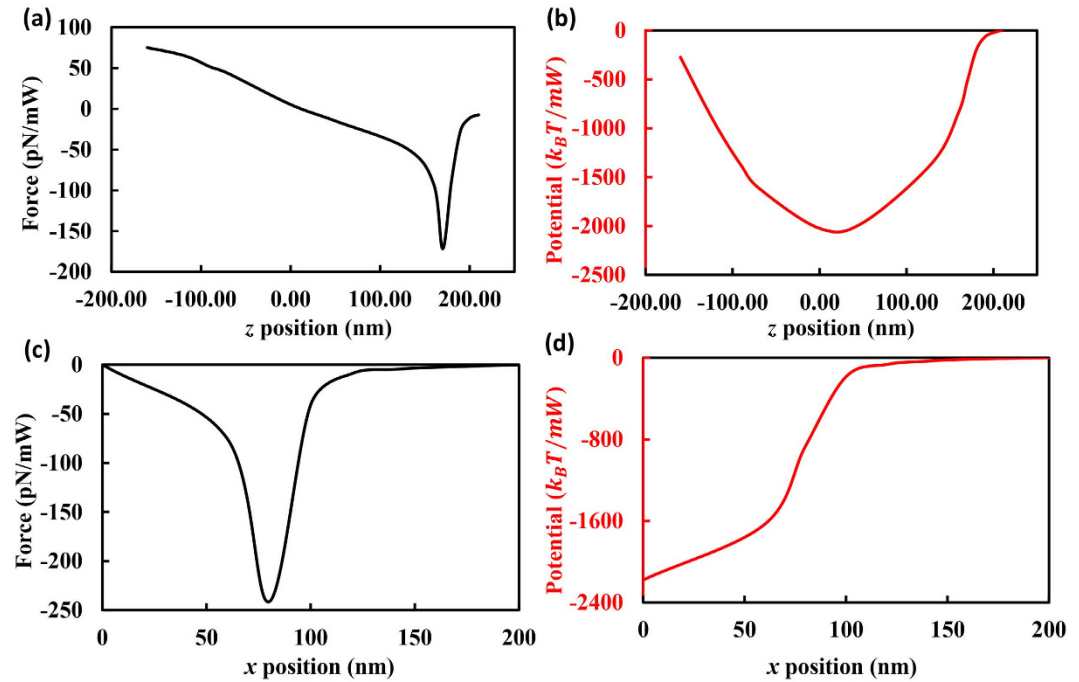 (a)
100
50
0
-50
-100
-150
-200
Force (pN/mW)
-200.00 -100.00 0.00 100.00 200.00
z position (nm)
(b)
0
-500
-1000
-1500
-2000
-2500
Potential (k_BT/mW)
-200.00 -100.00 0.00 100.00 200.00
z position (nm)
(c)
0
-50
-100
-150
-200
-250
Force (pN/mW)
0 50 100 150 200
x position (nm)
(d)
0
-800
-1600
-2400
Potential (k_BT/mW)
0 50 100 150 200
x position (nm)